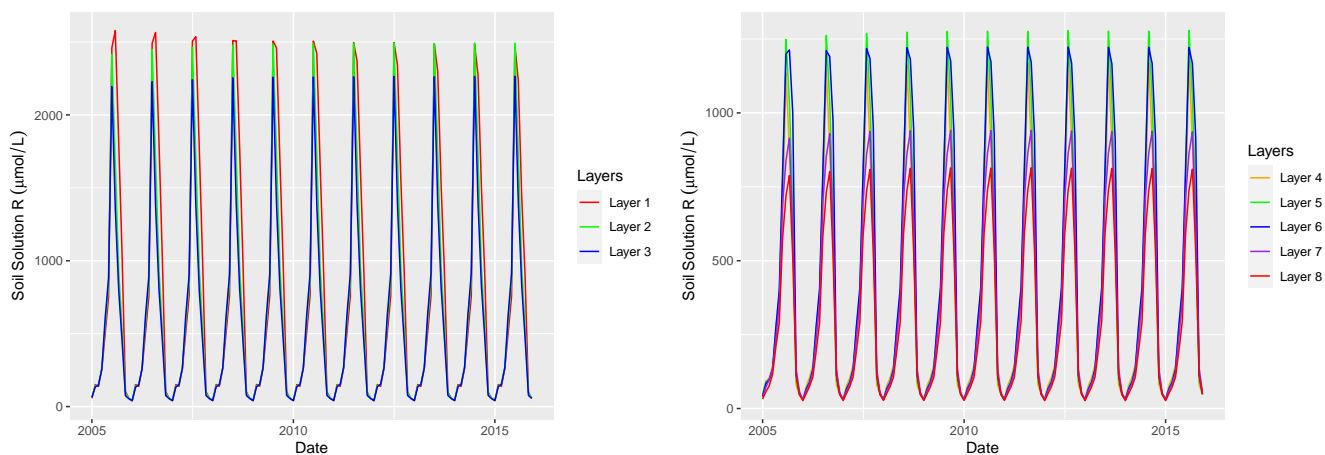 2000
1000
0
Soil Solution R (μmol/L)
2005
2010
2015
Date
Layers
Layer 1
Layer 2
Layer 3
1000
500
0
Soil Solution R (μmol/L)
2005
2010
2015
Date
Layers
Layer 4
Layer 5
Layer 6
Layer 7
Layer 8